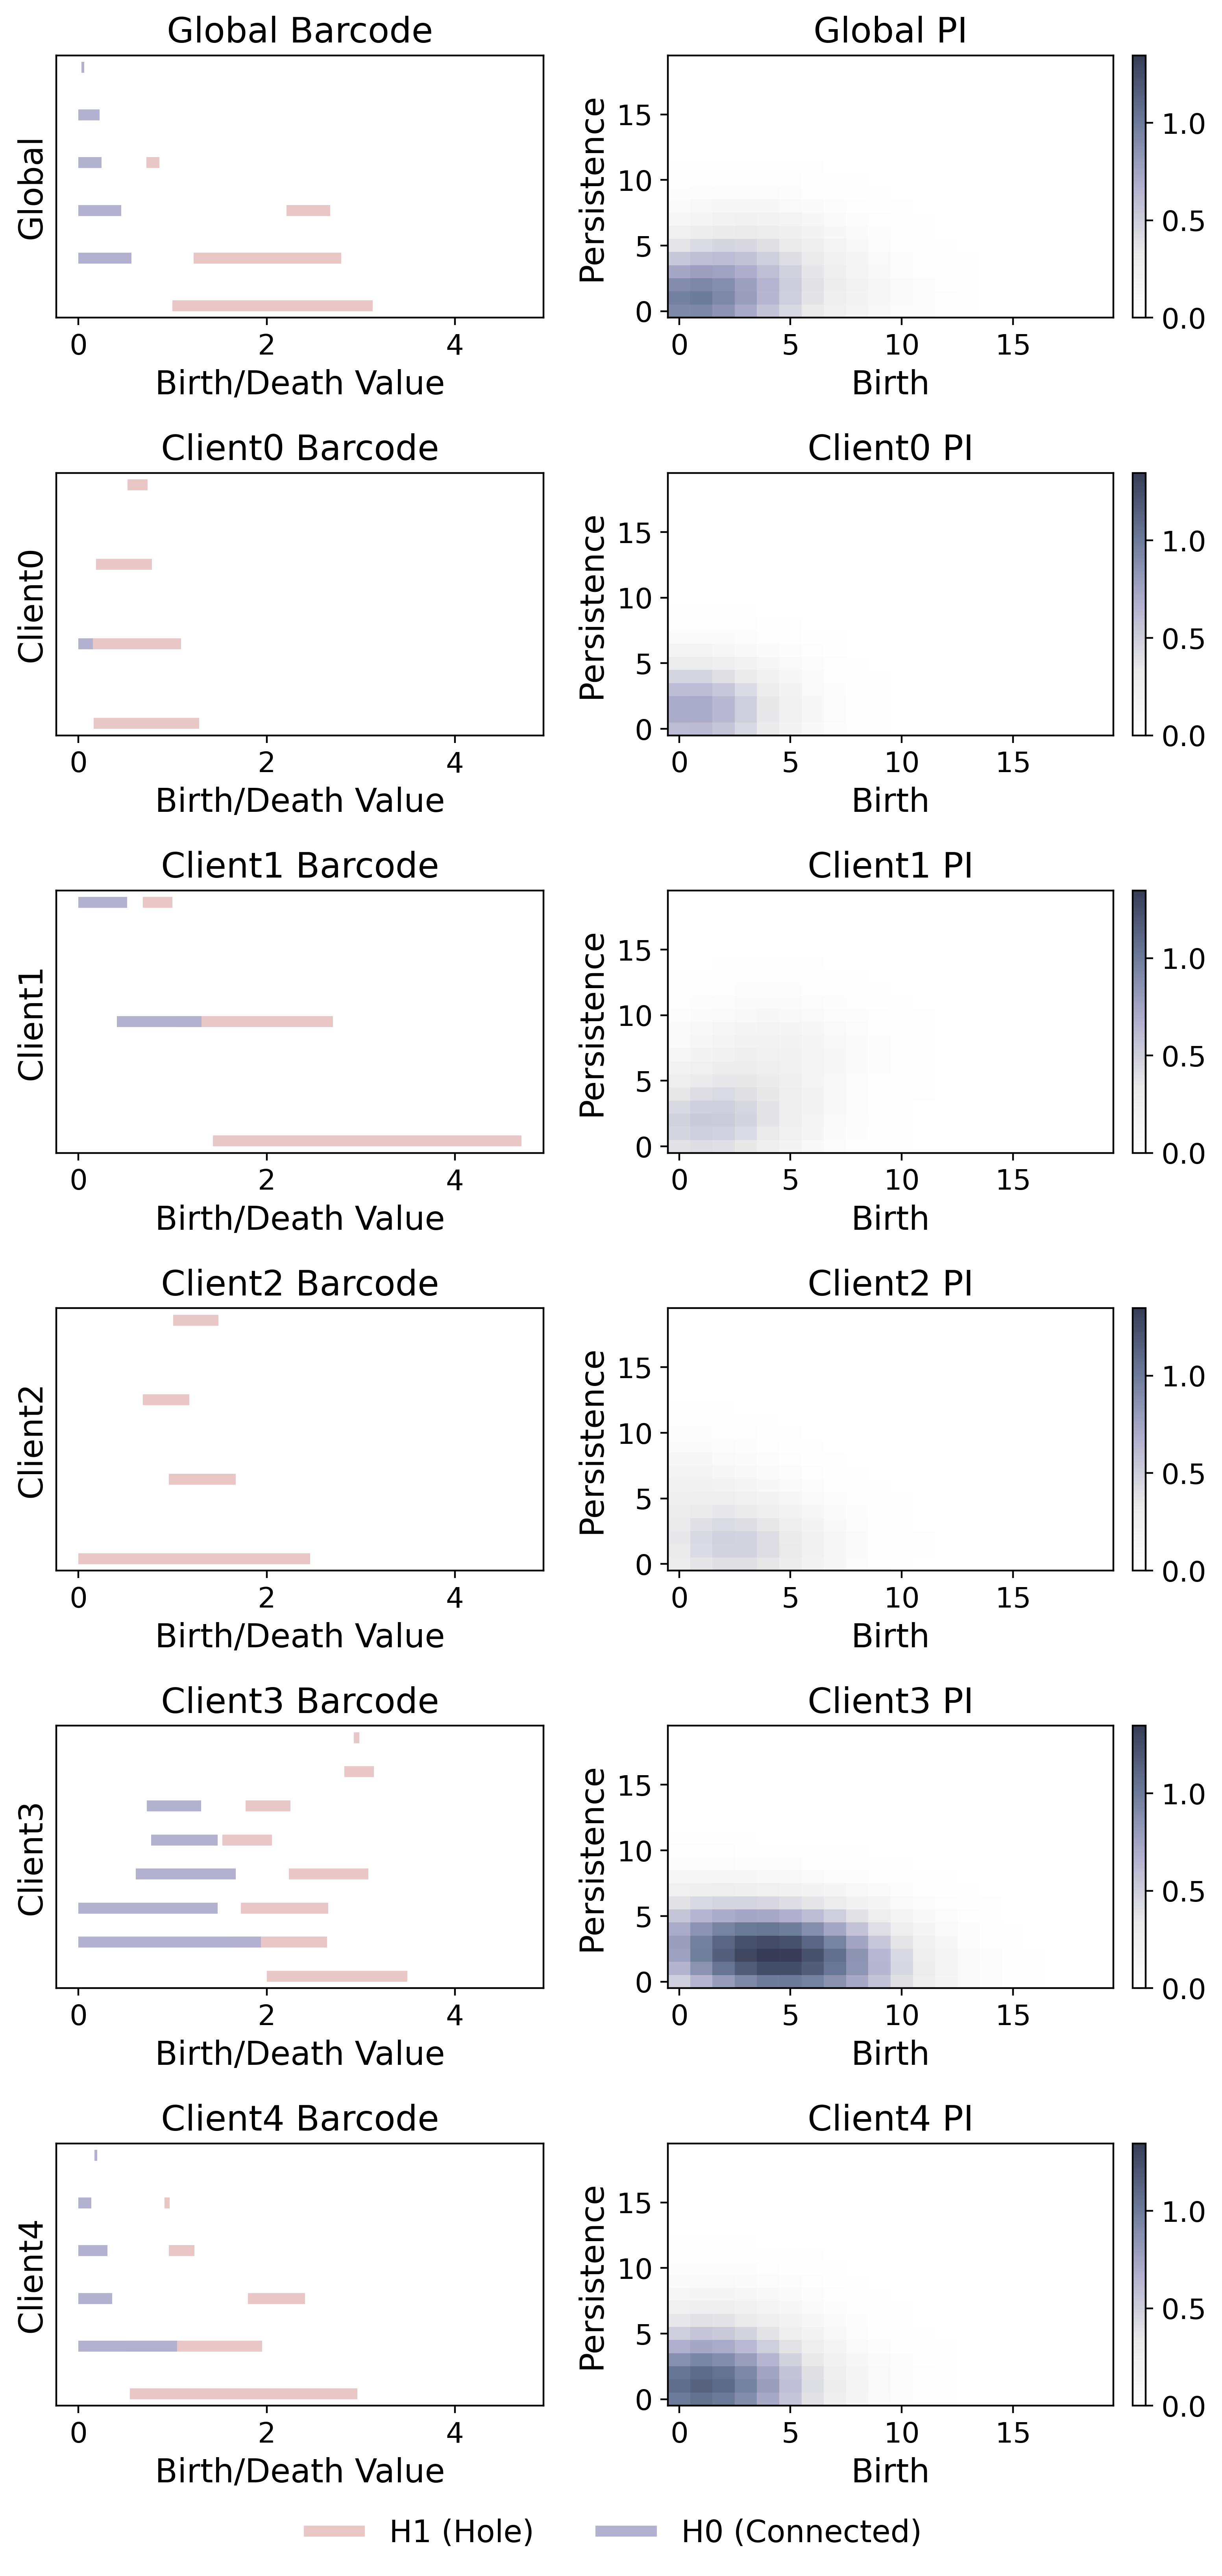 Global Barcode
Global PI
Global
Persistence
15
10
5
0
1.0
0.5
0.0
0 2 4
0 5 10 15
Birth/Death Value
Birth
Client0 Barcode
Client0 PI
Client0
Persistence
15
10
5
0
1.0
0.5
0.0
0 2 4
0 5 10 15
Birth/Death Value
Birth
Client1 Barcode
Client1 PI
Client1
Persistence
15
10
5
0
1.0
0.5
0.0
0 2 4
0 5 10 15
Birth/Death Value
Birth
Client2 Barcode
Client2 PI
Client2
Persistence
15
10
5
0
1.0
0.5
0.0
0 2 4
0 5 10 15
Birth/Death Value
Birth
Client3 Barcode
Client3 PI
Client3
Persistence
15
10
5
0
1.0
0.5
0.0
0 2 4
0 5 10 15
Birth/Death Value
Birth
Client4 Barcode
Client4 PI
Client4
Persistence
15
10
5
0
1.0
0.5
0.0
0 2 4
0 5 10 15
Birth/Death Value
Birth
H1 (Hole)
H0 (Connected)